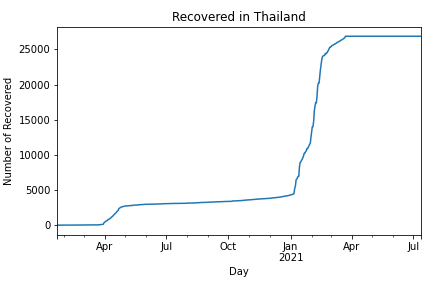 Recovered in Thailand
Number of Recovered
25000
20000
15000
10000
5000
0
Apr Jul Oct Jan Apr Jul
2021
Day